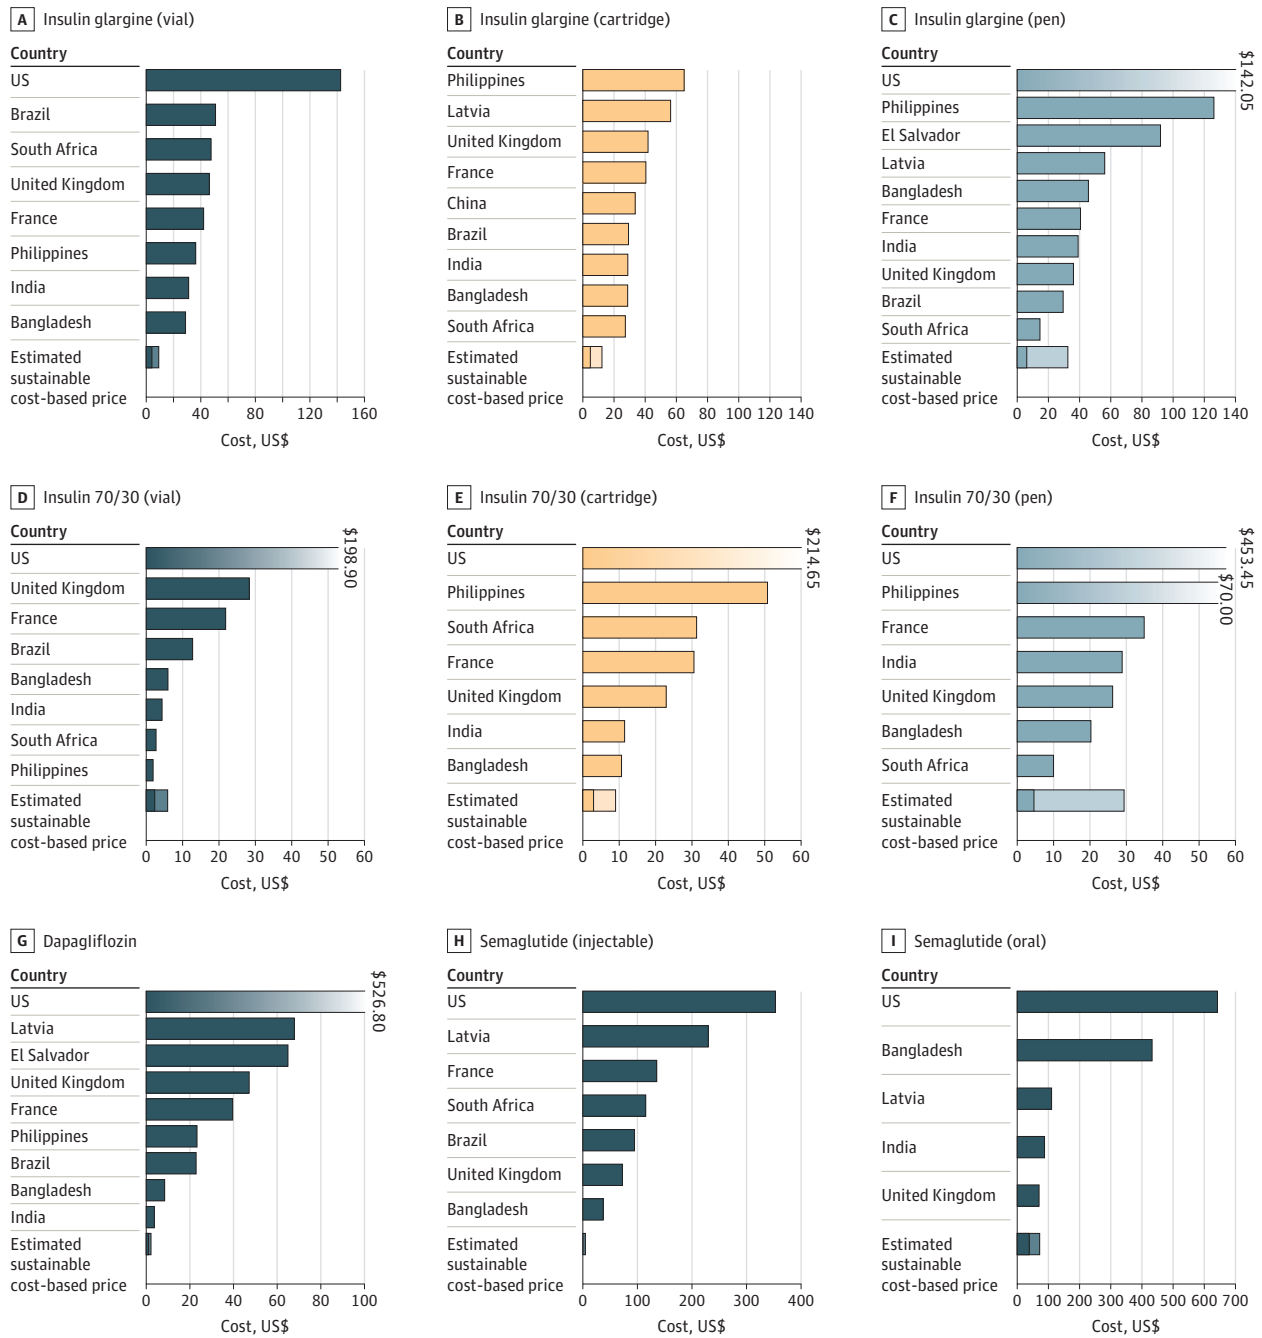 A Insulin glargine (vial)
Country
US
Brazil
South Africa
United Kingdom
France
Philippines
India
Bangladesh
Estimated
sustainable
cost-based price
0 40 80 120 160
Cost, US$
B Insulin glargine (cartridge)
Country
Philippines
Latvia
United Kingdom
France
China
Brazil
India
Bangladesh
South Africa
Estimated
sustainable
cost-based price
0 20 40 60 80 100 120 140
Cost, US$
C Insulin glargine (pen)
Country
US
$142.05
Philippines
El Salvador
Latvia
Bangladesh
France
India
United Kingdom
Brazil
South Africa
Estimated
sustainable
cost-based price
0 20 40 60 80 100 120 140
Cost, US$
D Insulin 70/30 (vial)
Country
US
$198.90
United Kingdom
France
Brazil
Bangladesh
India
South Africa
Philippines
Estimated
sustainable
cost-based price
0 10 20 30 40 50 60
Cost, US$
E Insulin 70/30 (cartridge)
Country
US
$214.65
Philippines
South Africa
France
United Kingdom
India
Bangladesh
Estimated
sustainable
cost-based price
0 10 20 30 40 50 60
Cost, US$
F Insulin 70/30 (pen)
Country
US
$453.45
Philippines
$70.00
France
India
United Kingdom
Bangladesh
South Africa
Estimated
sustainable
cost-based price
0 10 20 30 40 50 60
Cost, US$
G Dapagliflozin
Country
US
$526.80
Latvia
El Salvador
United Kingdom
France
Philippines
Brazil
Bangladesh
India
Estimated
sustainable
cost-based price
0 20 40 60 80 100
Cost, US$
H Semaglutide (injectable)
Country
US
Latvia
France
South Africa
Brazil
United Kingdom
Bangladesh
Estimated
sustainable
cost-based price
0 100 200 300 400
Cost, US$
I Semaglutide (oral)
Country
US
Bangladesh
Latvia
India
United Kingdom
Estimated
sustainable
cost-based price
0 100 200 300 400 500 600 700
Cost, US$